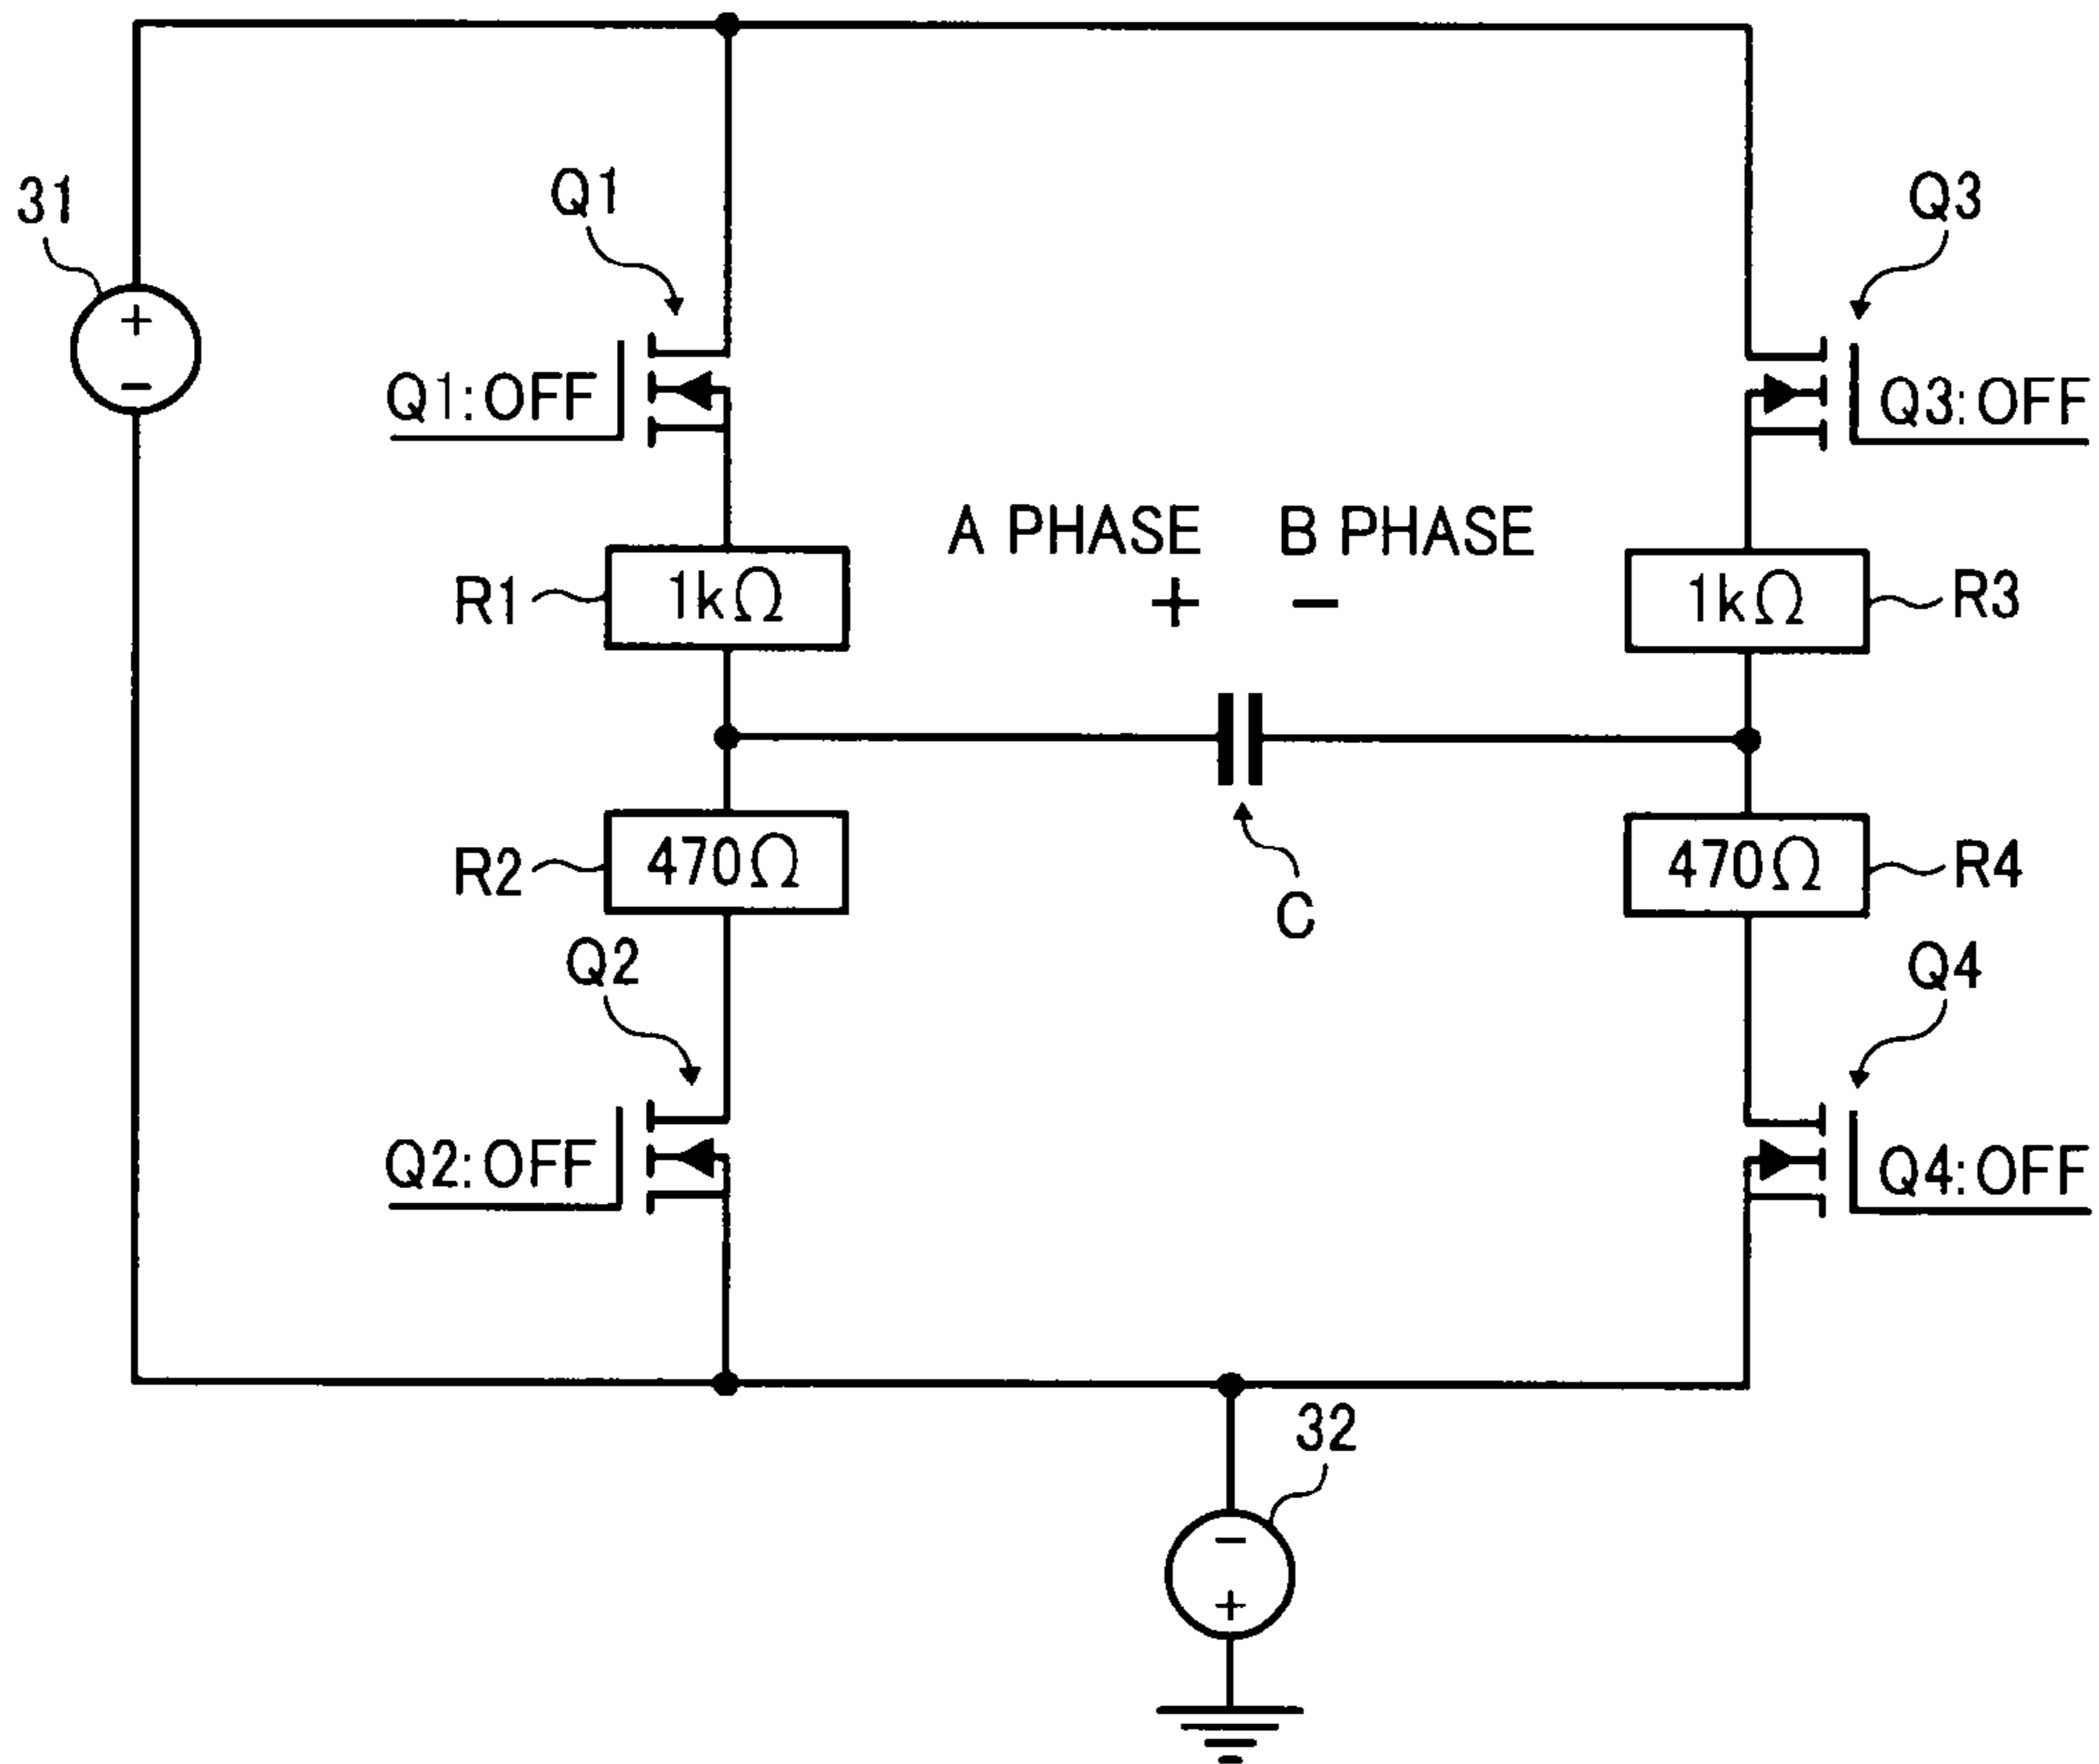 31
Q1
Q3
+
−
Q1:OFF
Q3:OFF
A PHASE B PHASE
+ −
R1
1kΩ
1kΩ
R3
R2
470Ω
470Ω
R4
C
Q2
Q4
Q2:OFF
Q4:OFF
32
−
+